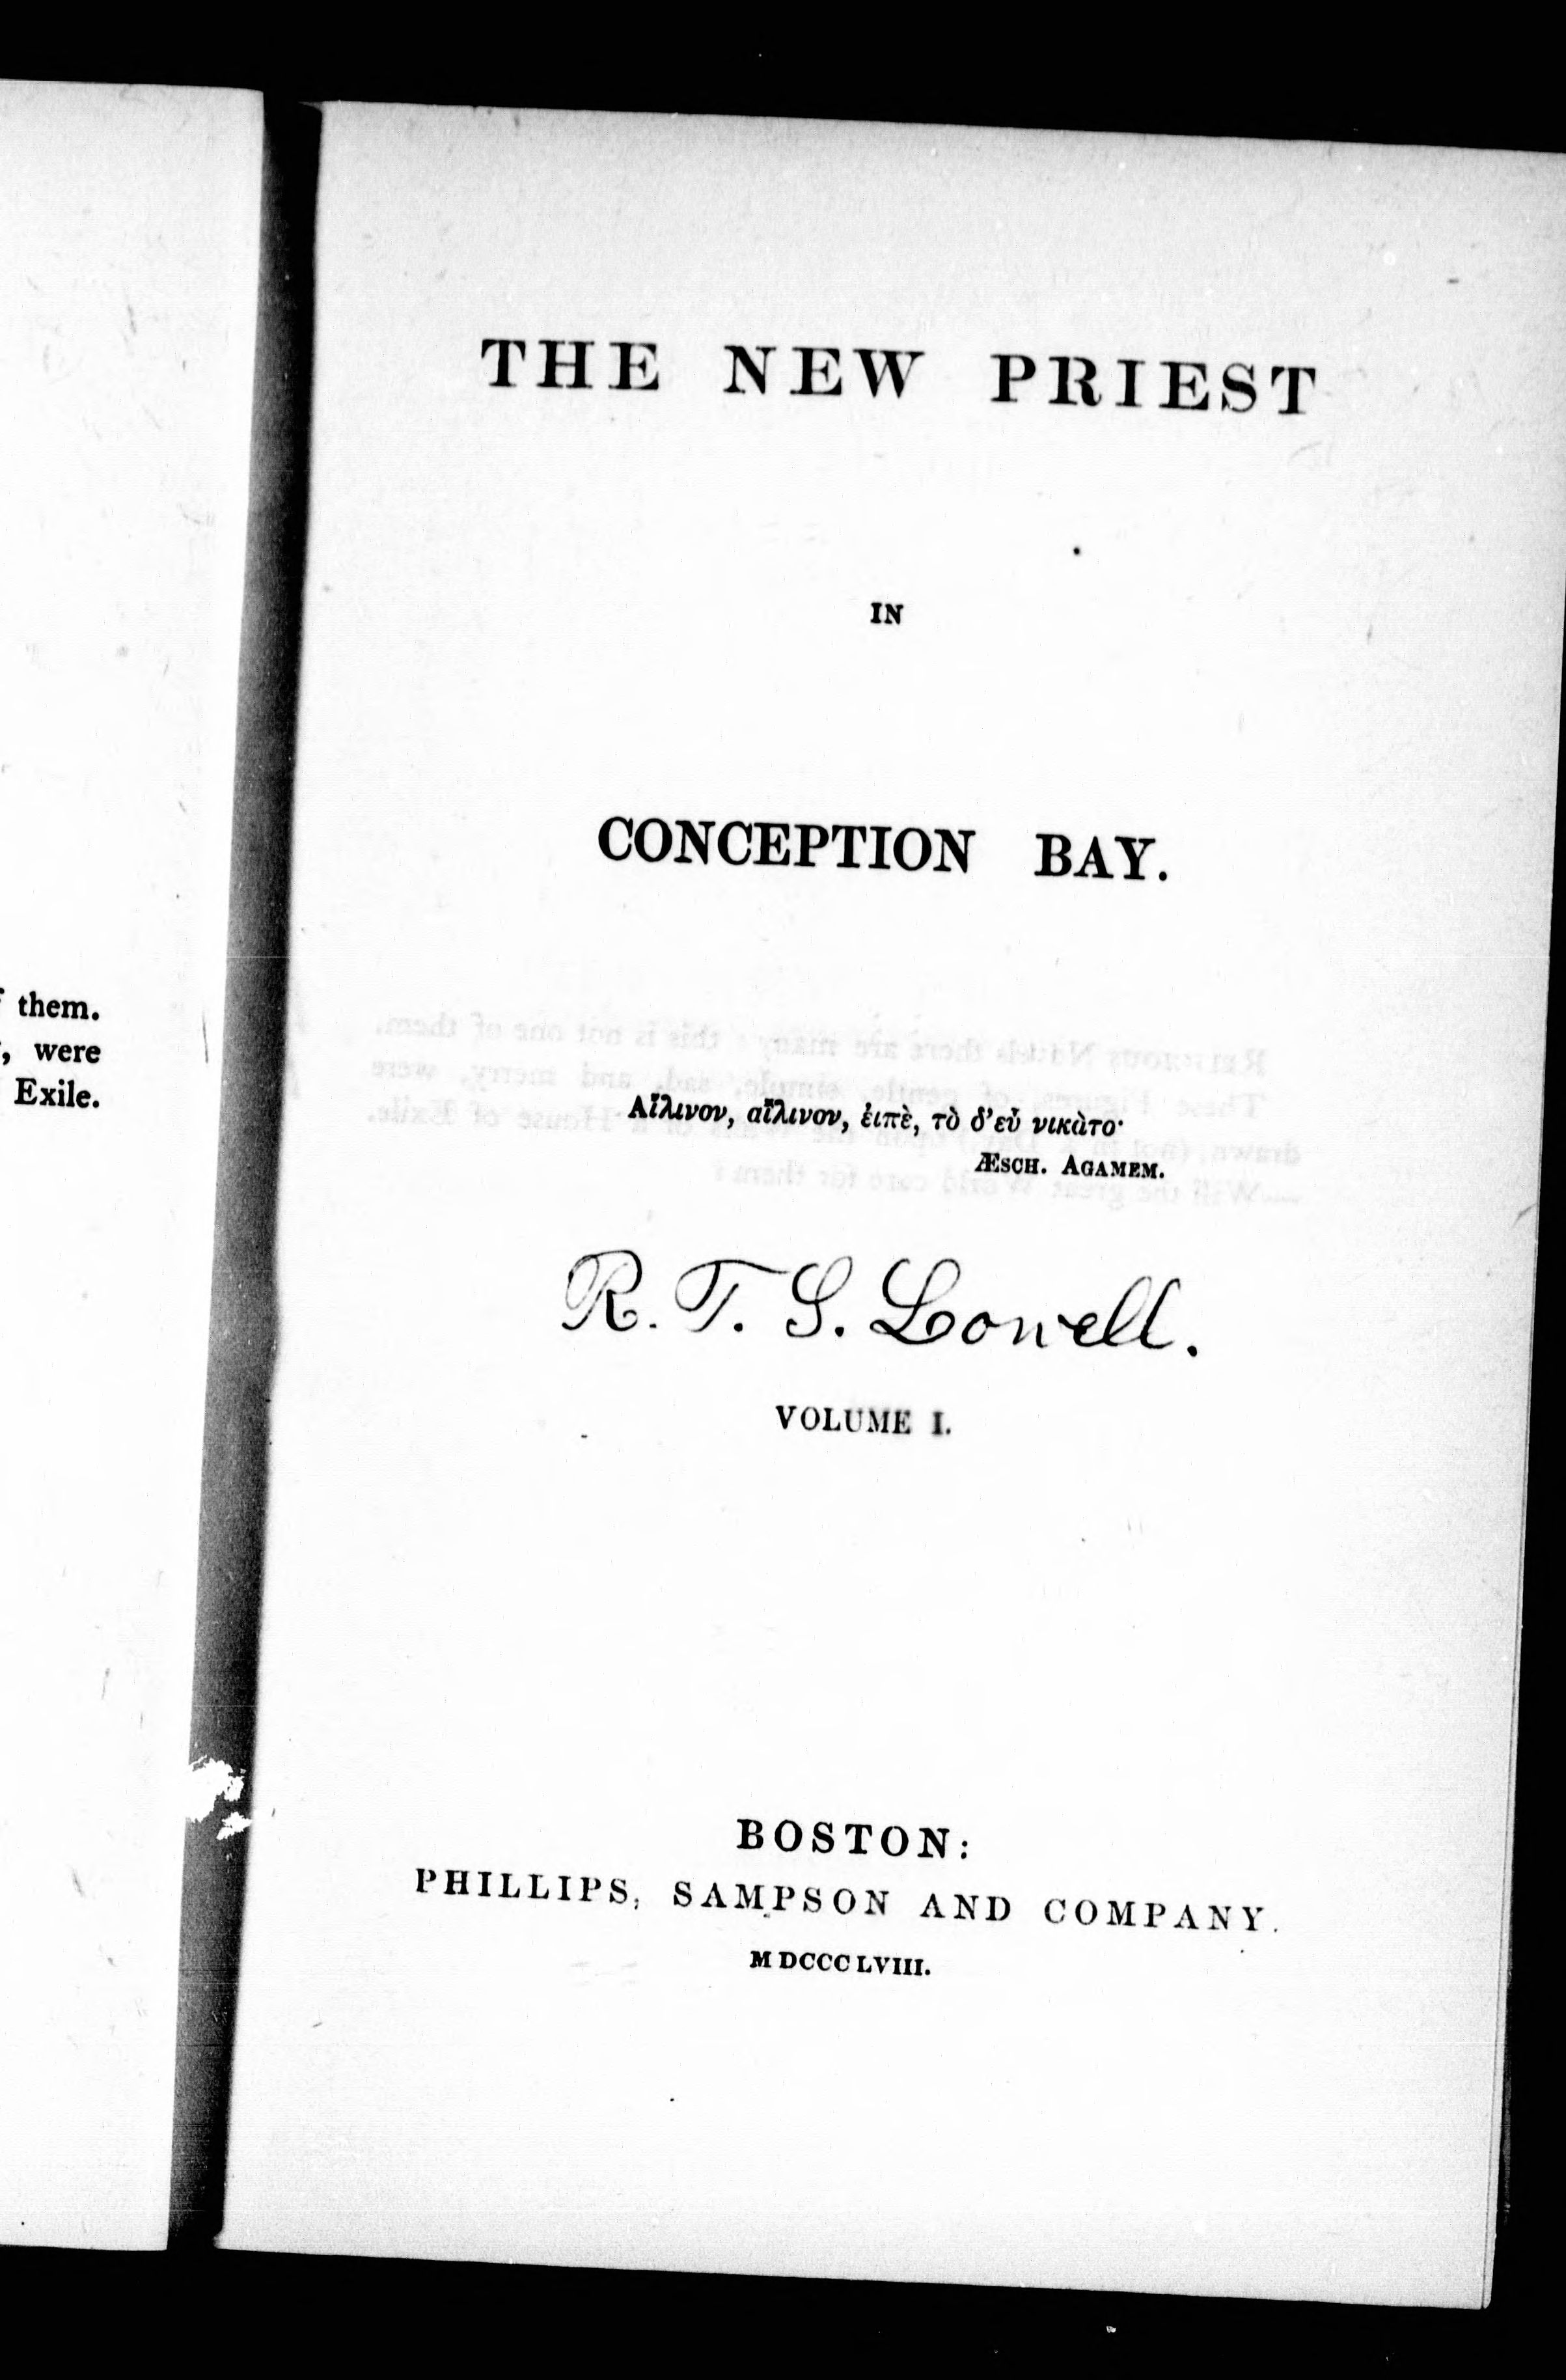 them.
, were
Exile.
THE NEW PRIEST
IN
CONCEPTION BAY.
Αἴλινον, αἴλινον, ἐιπὲ, τὸ δ’εὖ νικὰτο·
ÆSCH. AGAMEM.
R. T. S. Lowell.
VOLUME I.
BOSTON:
PHILLIPS, SAMPSON AND COMPANY.
MDCCCLVIII.